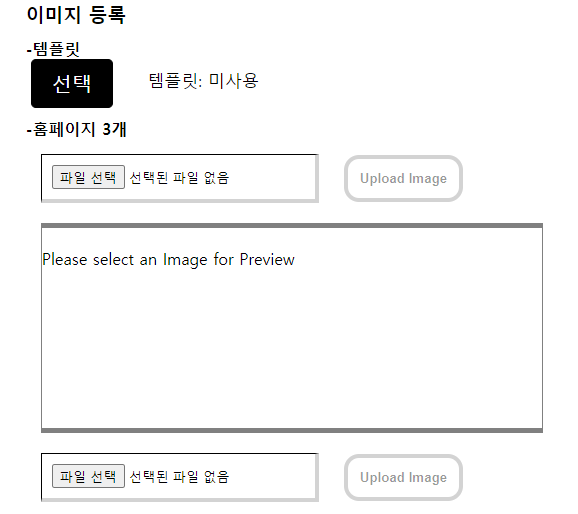 이미지 등록
-템플릿
선택 템플릿: 미사용
-홈페이지 3개
파일 선택 선택된 파일 없음 Upload Image
Please select an Image for Preview
파일 선택 선택된 파일 없음 Upload Image